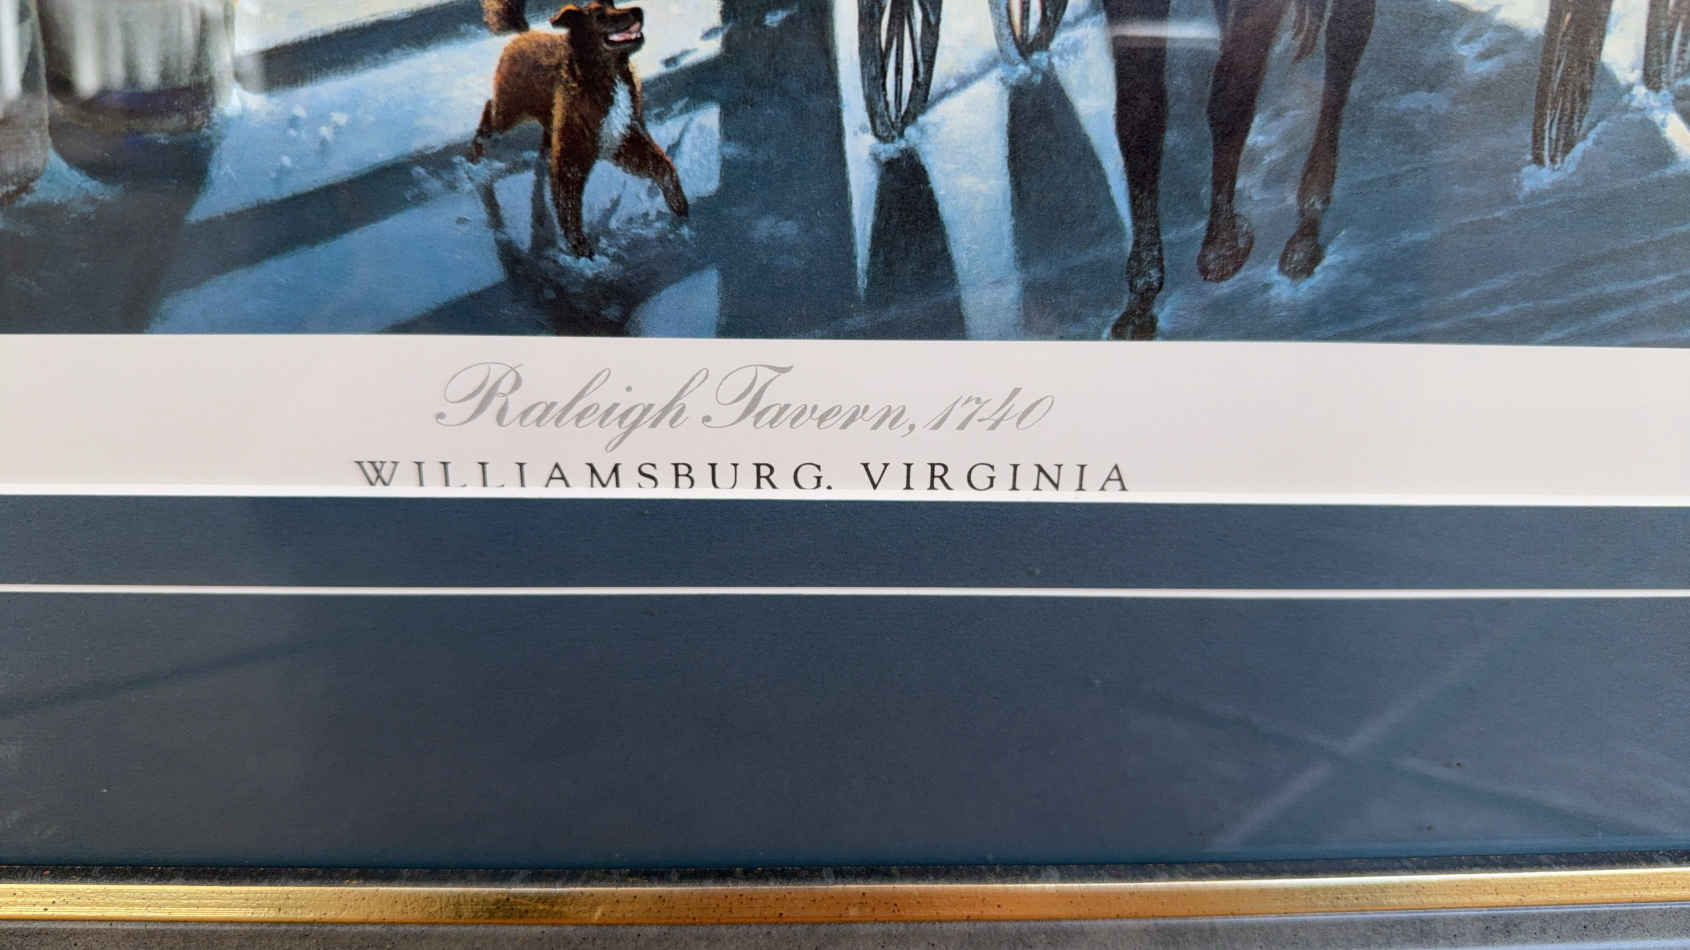 Raleigh Tavern, 1740
WILLIAMSBURG, VIRGINIA